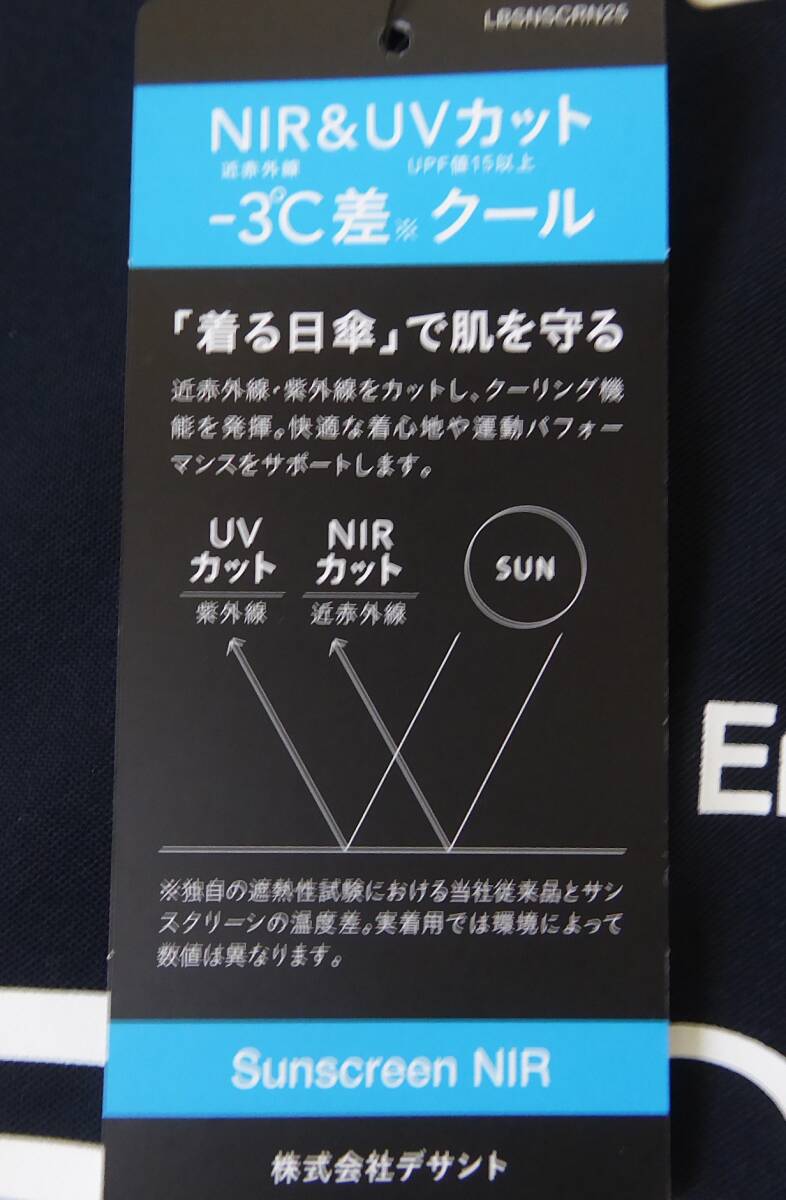 LBSNSCRN25
NIR&UVカット
近赤外線 UPF値15以上
-3℃差※クール
「着る日傘」で肌を守る
近赤外線・紫外線をカットし、クーリング機
能を発揮。快適な着心地や運動パフォー
マンスをサポートします。
UV
カット
紫外線
NIR
カット
近赤外線
SUN
※独自の遮熱性試験における当社従来品とサン
スクリーンの温度差。実着用では環境によって
数値は異なります。
Sunscreen NIR
株式会社デサント